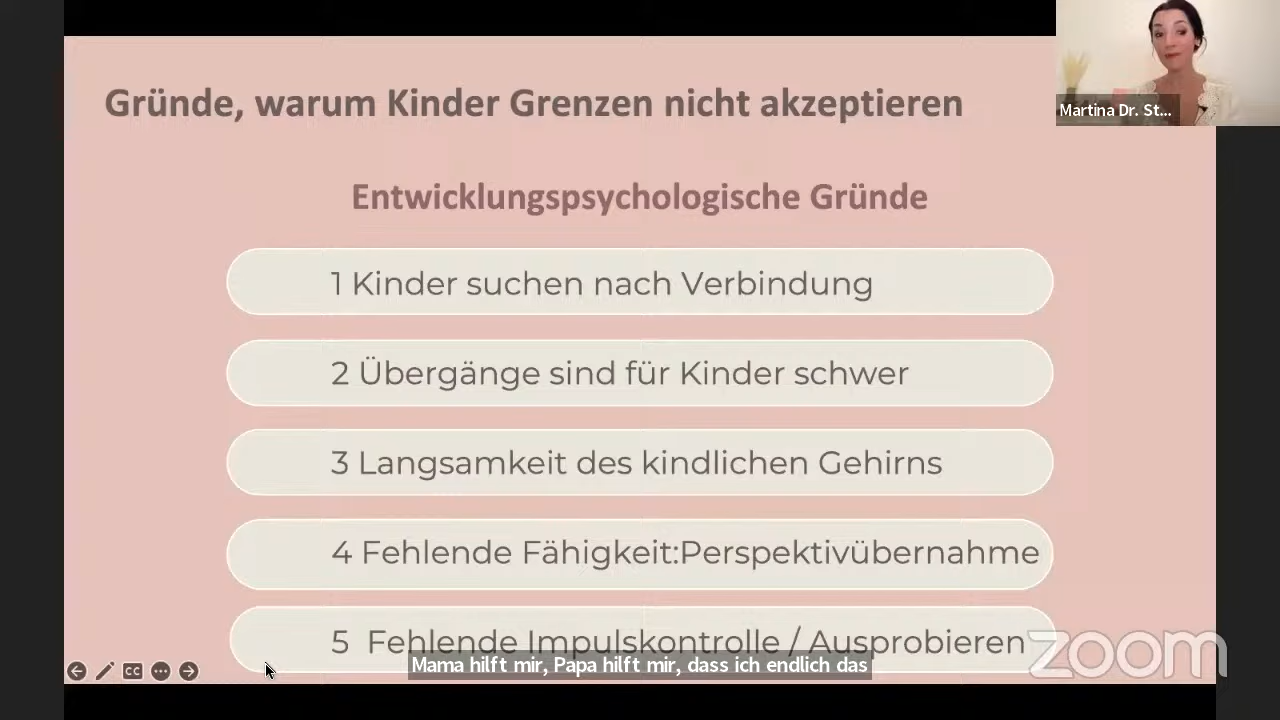 Gründe, warum Kinder Grenzen nicht akzeptieren
Martina Dr. St...
Entwicklungspsychologische Gründe
1 Kinder suchen nach Verbindung
2 Übergänge sind für Kinder schwer
3 Langsamkeit des kindlichen Gehirns
4 Fehlende Fähigkeit:Perspektivübernahme
5 Fehlende Impulskontrolle / Ausprobieren
Mama hilft mir, Papa hilft mir, dass ich endlich das
CC
zoom